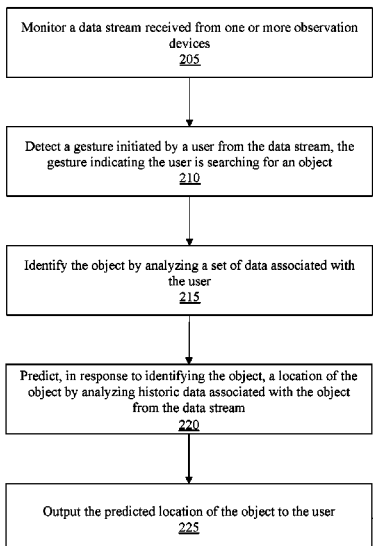 Monitor a data stream received from one or more observation
devices
205
Detect a gesture initiated by a user from the data stream, the
gesture indicating the user is searching for an object
210
Identify the object by analyzing a set of data associated with
the user
215
Predict, in response to identifying the object, a location of the
object by analyzing historic data associated with the object
from the data stream
220
Output the predicted location of the object to the user
225